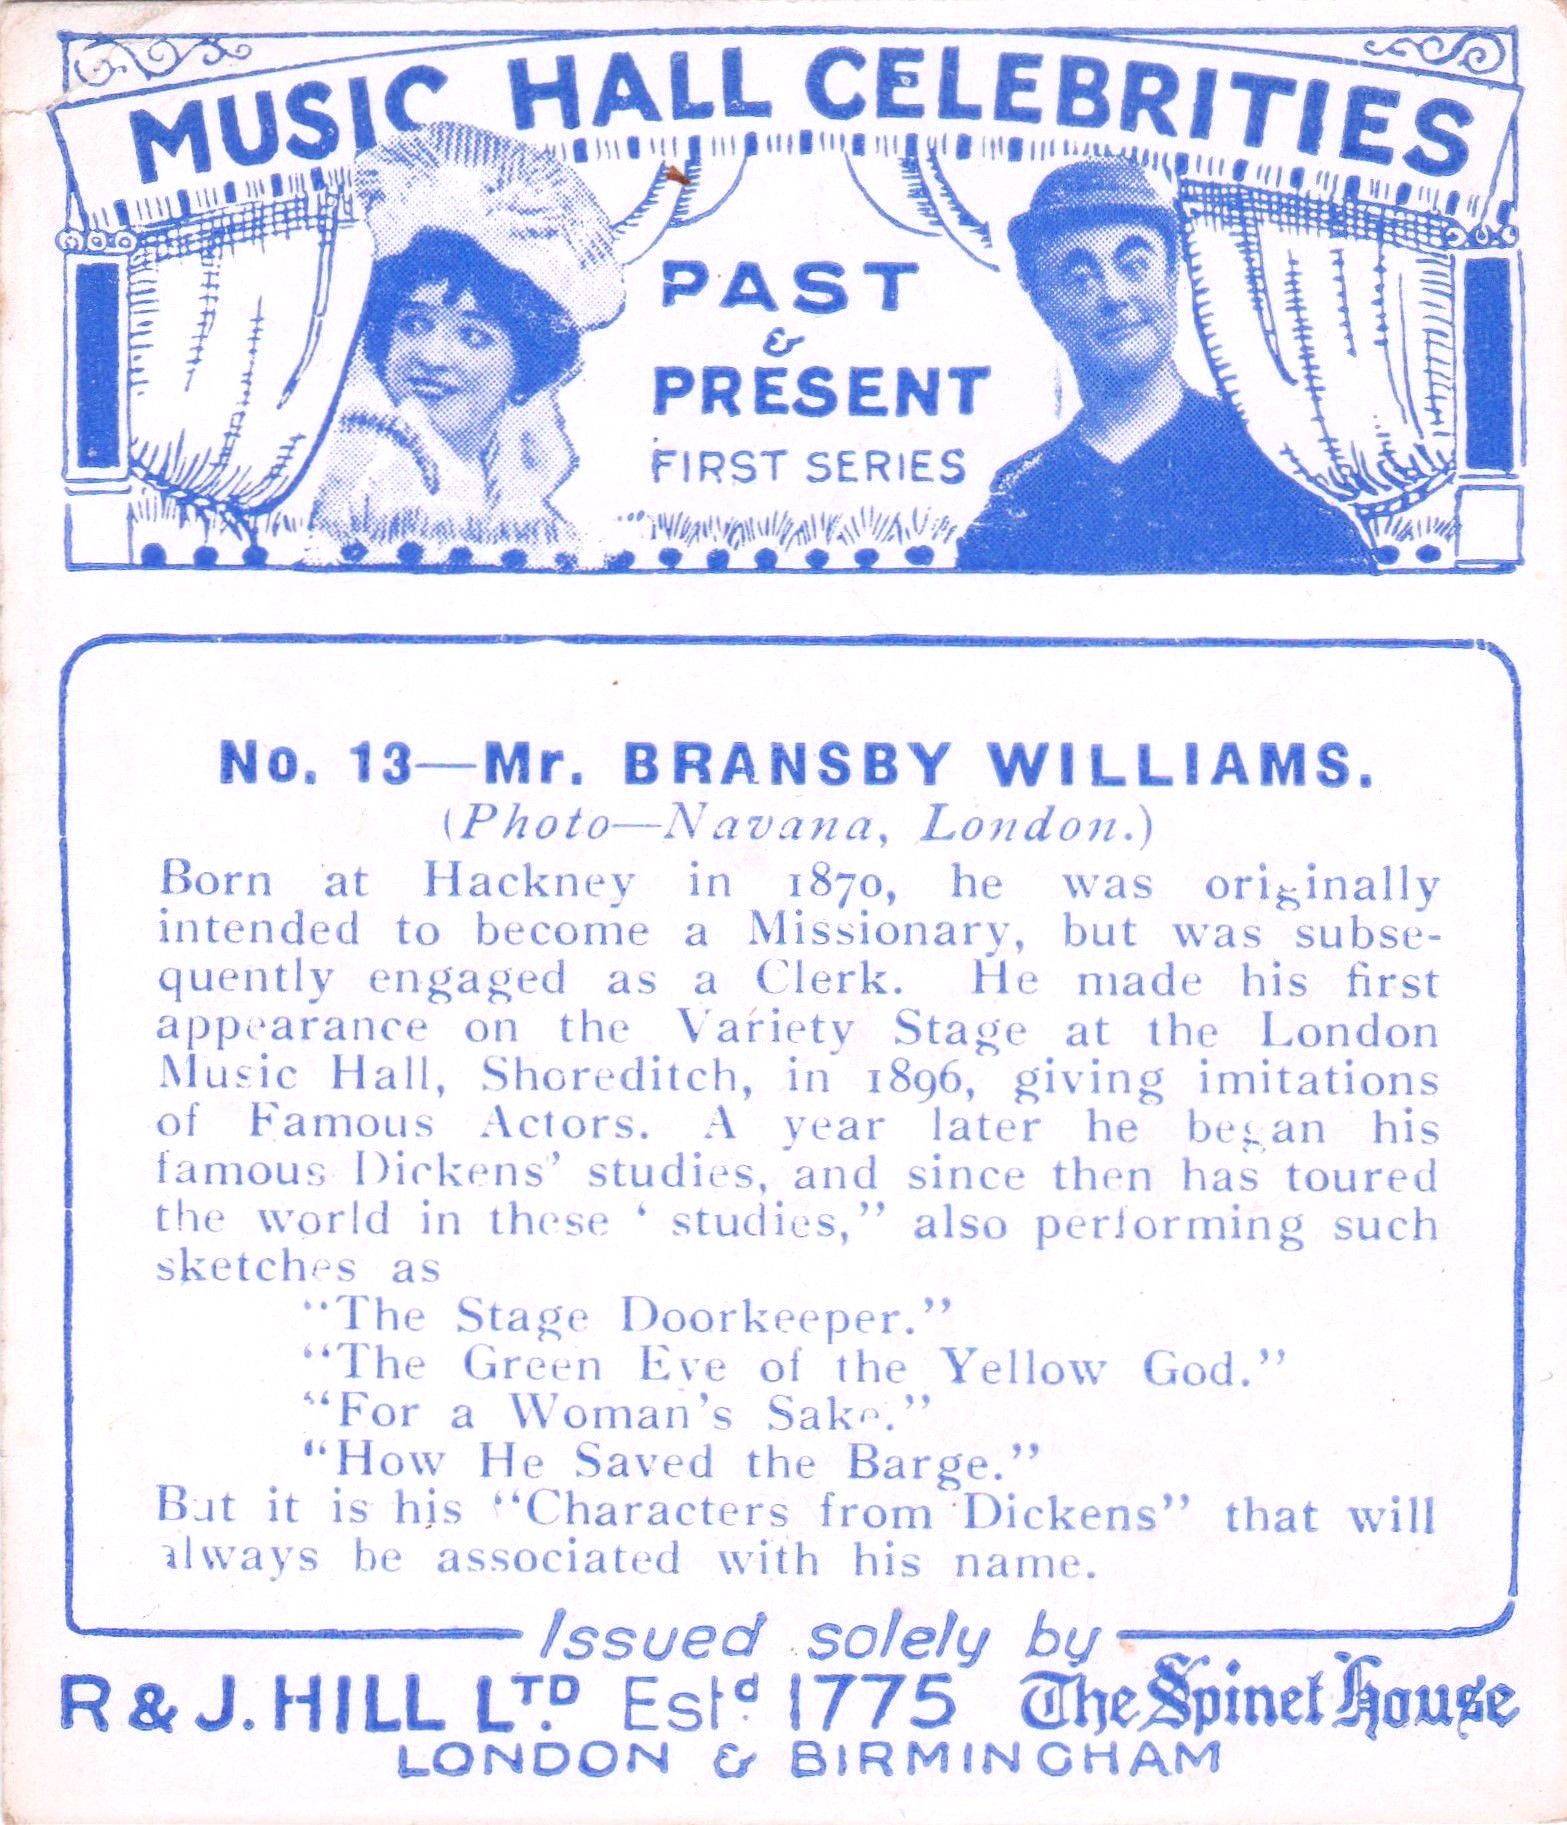 MUSIC HALL CELEBRITIES
PAST
&
PRESENT
FIRST SERIES
No. 13—Mr. BRANSBY WILLIAMS.
(Photo—Navana, London.)
Born at Hackney in 1870, he was originally
intended to become a Missionary, but was subse-
quently engaged as a Clerk. He made his first
appearance on the Variety Stage at the London
Music Hall, Shoreditch, in 1896, giving imitations
of Famous Actors. A year later he began his
famous Dickens' studies, and since then has toured
the world in these ‘ studies,” also performing such
sketches as
“The Stage Doorkeeper.”
“The Green Eye of the Yellow God.”
“For a Woman's Sake.”
“How He Saved the Barge.”
But it is his “Characters from Dickens” that will
always be associated with his name.
Issued solely by
R & J. HILL LTD. Estd. 1775 The Spinet House
LONDON & BIRMINGHAM